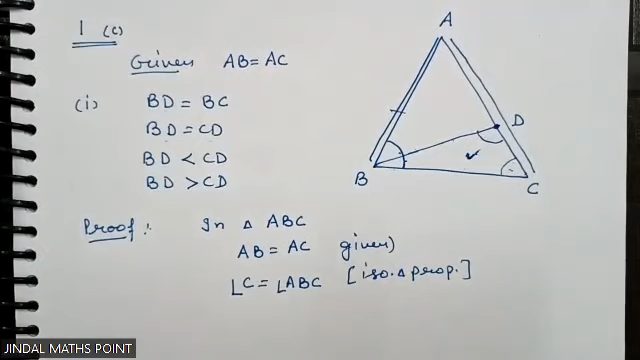 1 (c)
Given AB = AC
(i) BD = BC
BD = CD
BD < CD
BD > CD
A
D
B
C
Proof : In △ ABC
AB = AC given)
∟C = ∟ABC [iso. △ prop.]
JINDAL MATHS POINT